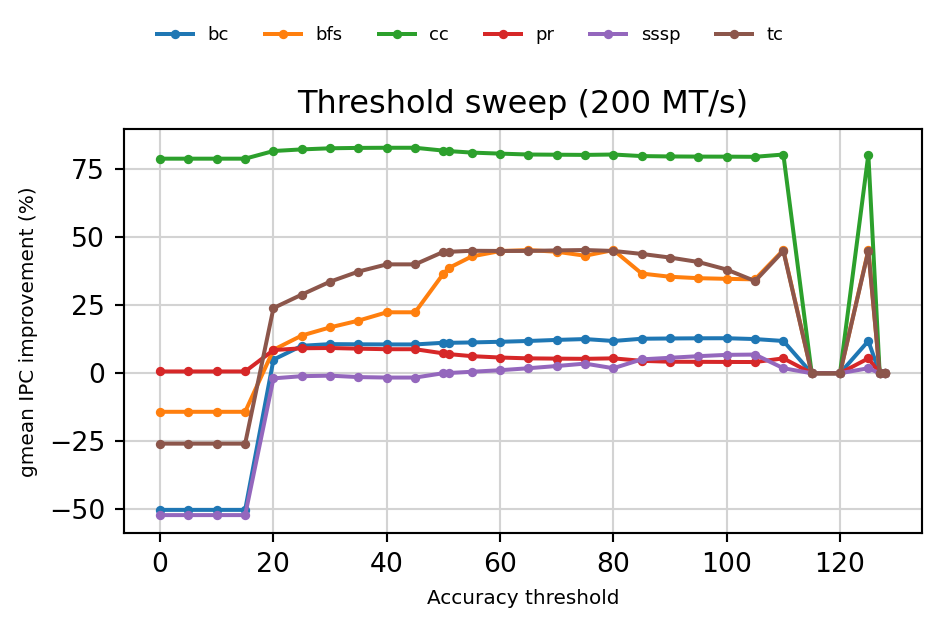 bc bfs cc pr sssp tc
Threshold sweep (200 MT/s)
gmean IPC improvement (%)
75
50
25
0
−25
−50
0 20 40 60 80 100 120
Accuracy threshold